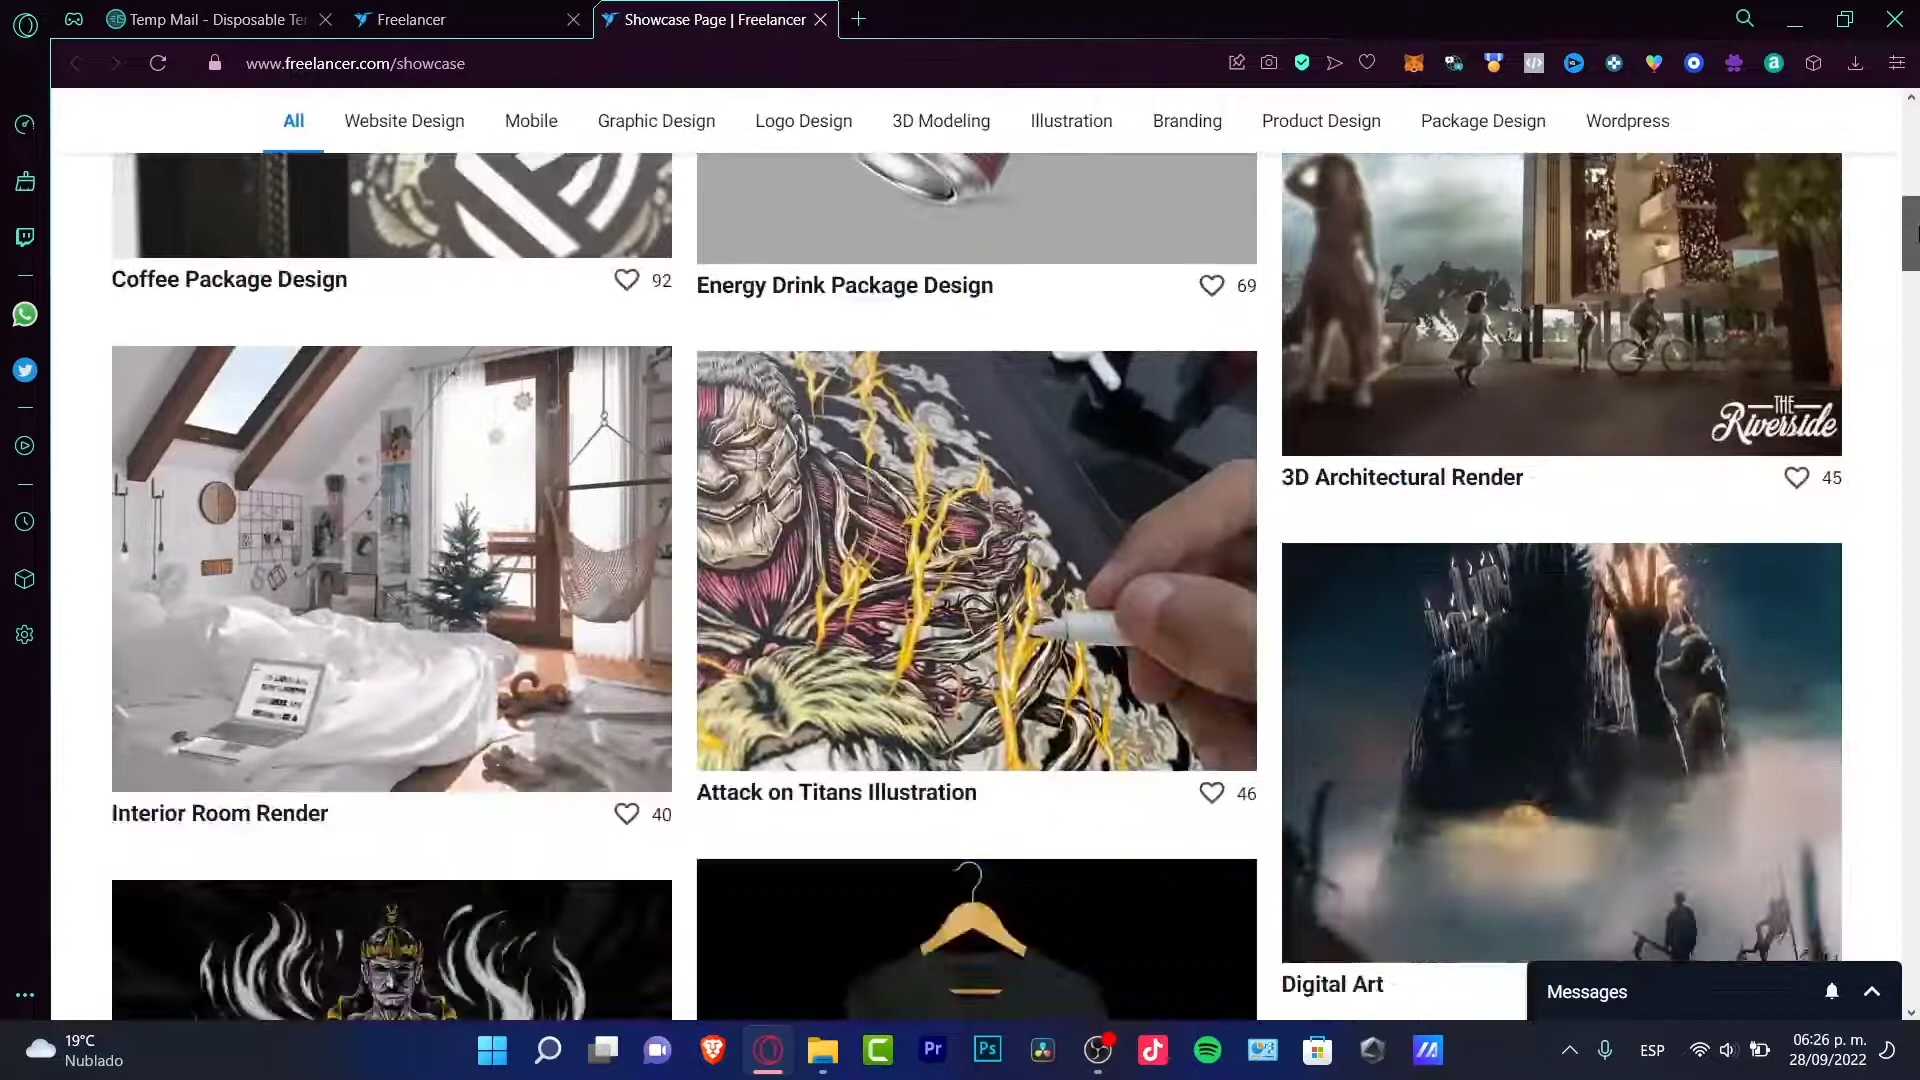 Temp Mail - Disposable Te
Freelancer
Showcase Page | Freelancer
www.freelancer.com/showcase
All
Website Design
Mobile
Graphic Design
Logo Design
3D Modeling
Illustration
Branding
Product Design
Package Design
Wordpress
Coffee Package Design
92
Energy Drink Package Design
69
THE
Riverside
3D Architectural Render
45
Interior Room Render
40
Attack on Titans Illustration
46
Digital Art
Messages
19°C
Nublado
Pr
Ps
ESP
06:26 p. m.
28/09/2022